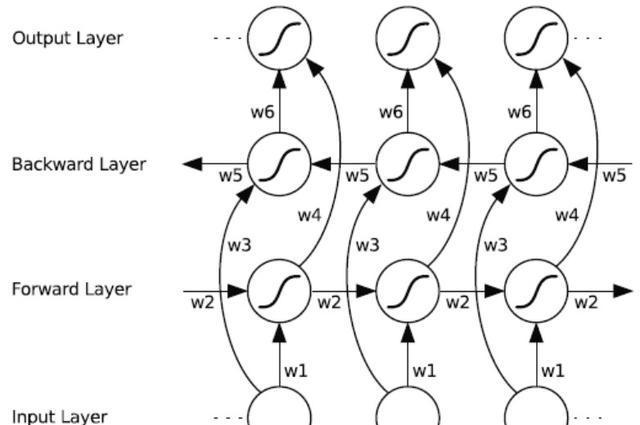 Output Layer
w6 w6 w6
Backward Layer
w5 w5 w5 w5
w4 w4 w4
w3 w3 w3
Forward Layer
w2 w2 w2 w2
w1 w1 w1
Input Layer